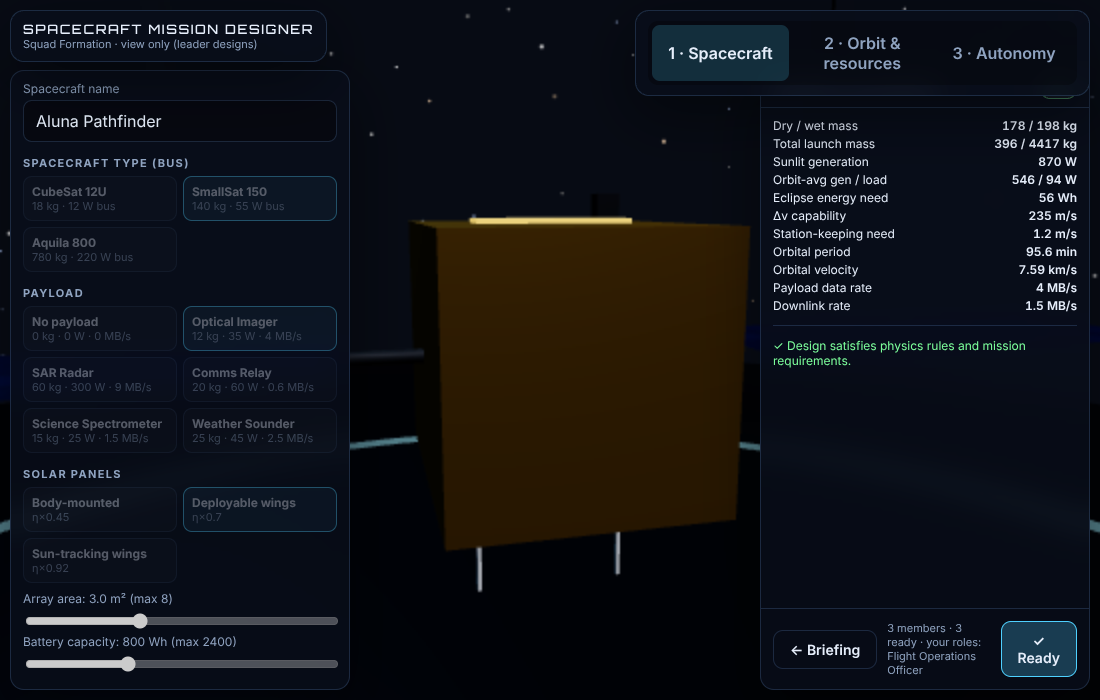 SPACECRAFT MISSION DESIGNER
Squad Formation · view only (leader designs)
1 · Spacecraft
2 · Orbit &
resources
3 · Autonomy
Spacecraft name
Aluna Pathfinder
SPACECRAFT TYPE (BUS)
CubeSat 12U
18 kg · 12 W bus
SmallSat 150
140 kg · 55 W bus
Aquila 800
780 kg · 220 W bus
PAYLOAD
No payload
0 kg · 0 W · 0 MB/s
Optical Imager
12 kg · 35 W · 4 MB/s
SAR Radar
60 kg · 300 W · 9 MB/s
Comms Relay
20 kg · 60 W · 0.6 MB/s
Science Spectrometer
15 kg · 25 W · 1.5 MB/s
Weather Sounder
25 kg · 45 W · 2.5 MB/s
SOLAR PANELS
Body-mounted
η×0.45
Deployable wings
η×0.7
Sun-tracking wings
η×0.92
Array area: 3.0 m² (max 8)
Battery capacity: 800 Wh (max 2400)
Dry / wet mass 178 / 198 kg
Total launch mass 396 / 4417 kg
Sunlit generation 870 W
Orbit-avg gen / load 546 / 94 W
Eclipse energy need 56 Wh
Δv capability 235 m/s
Station-keeping need 1.2 m/s
Orbital period 95.6 min
Orbital velocity 7.59 km/s
Payload data rate 4 MB/s
Downlink rate 1.5 MB/s
✓ Design satisfies physics rules and mission
requirements.
← Briefing
3 members · 3
ready · your roles:
Flight Operations
Officer
✓
Ready